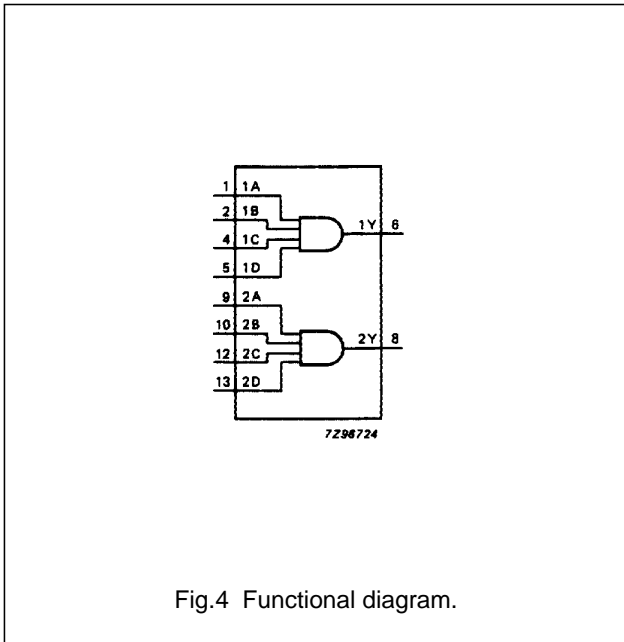 1 1A
2 1B
4 1C
5 1D
1Y 6
9 2A
10 2B
12 2C
13 2D
2Y 8
7Z98724
Fig.4 Functional diagram.